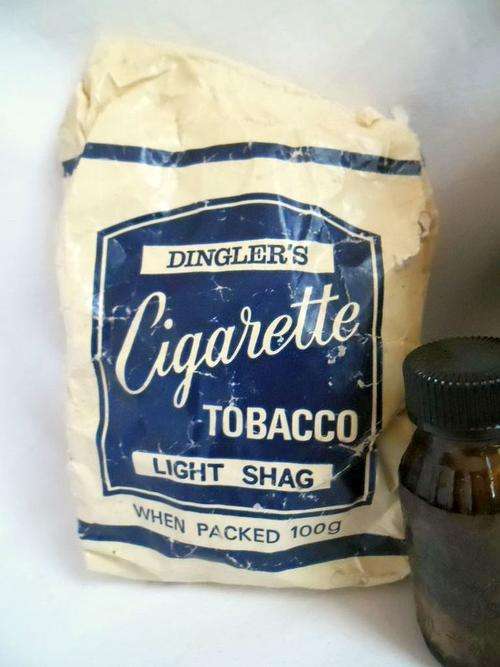 DINGLER'S
Cigarette
TOBACCO
LIGHT SHAG
WHEN PACKED 100g